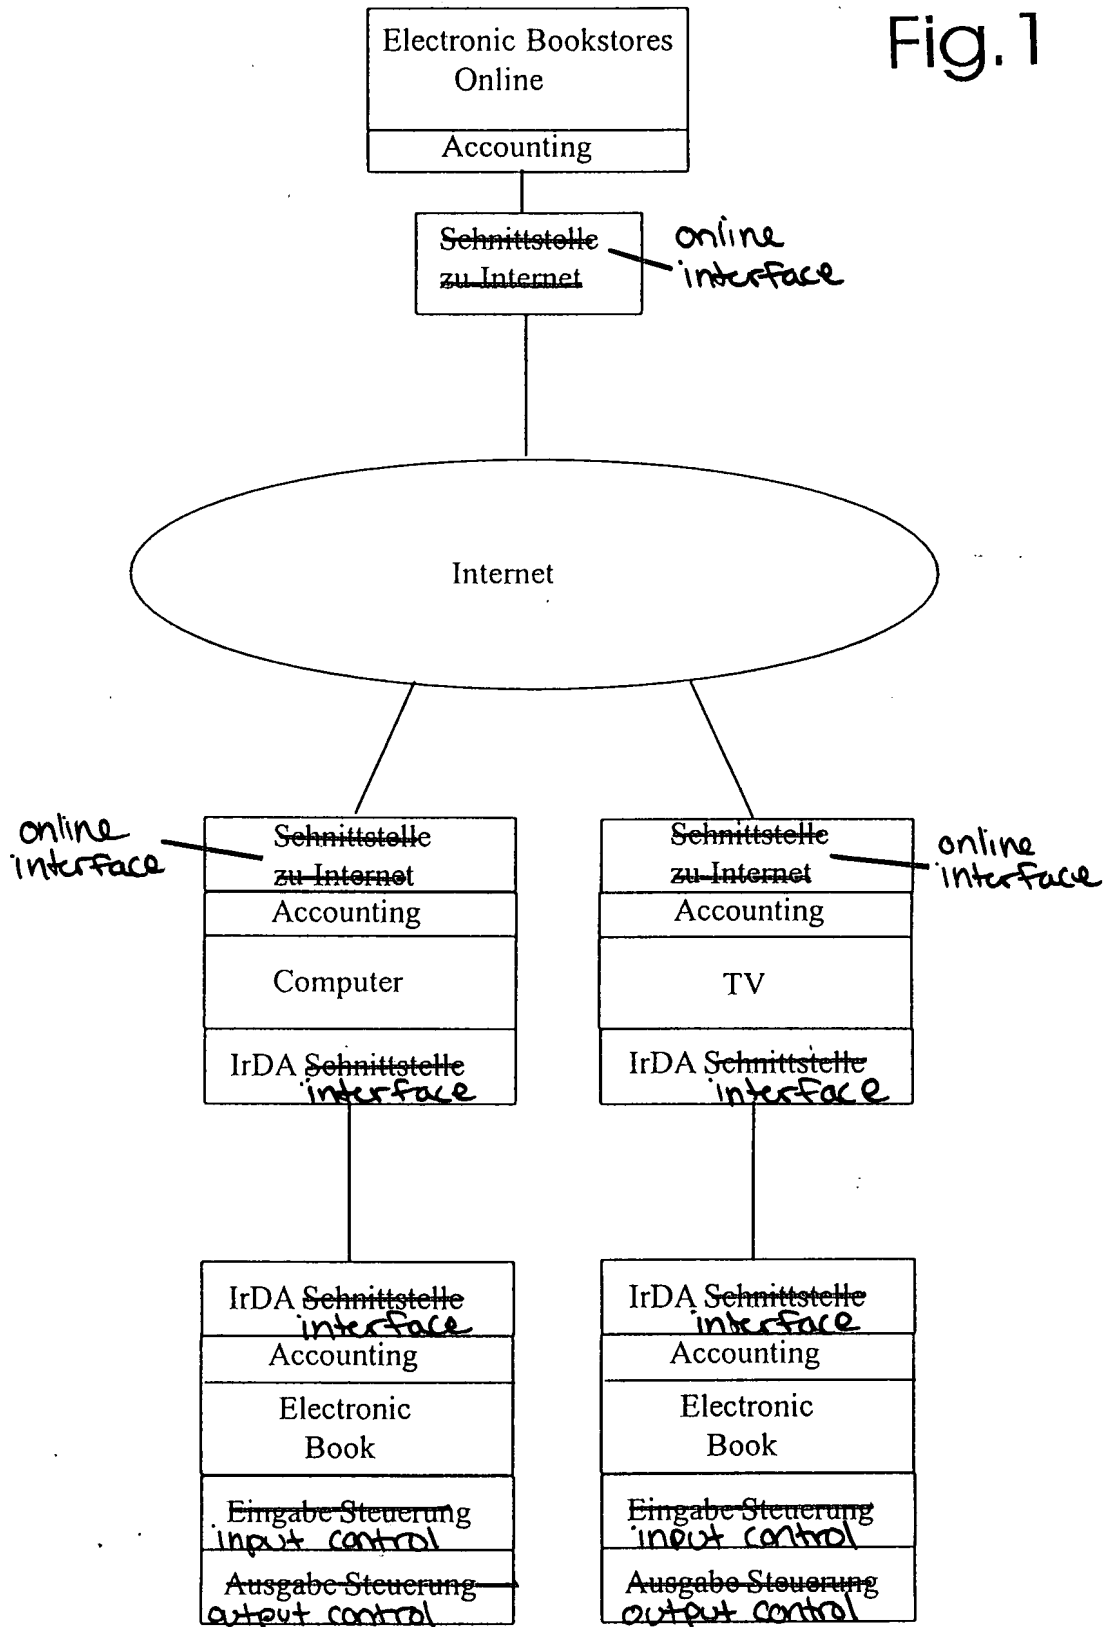 Fig.1
Electronic Bookstores
Online
Accounting
Schnittstelle
zu Internet
online
interface
Internet
online
interface
Schnittstelle
zu Internet
Accounting
Computer
IrDA Schnittstelle
interface
Schnittstelle
zu Internet
online
interface
Accounting
TV
IrDA Schnittstelle
interface
IrDA Schnittstelle
interface
Accounting
Electronic
Book
Eingabe Steuerung
input control
Ausgabe Steuerung
output control
IrDA Schnittstelle
interface
Accounting
Electronic
Book
Eingabe Steuerung
input control
Ausgabe Steuerung
output control